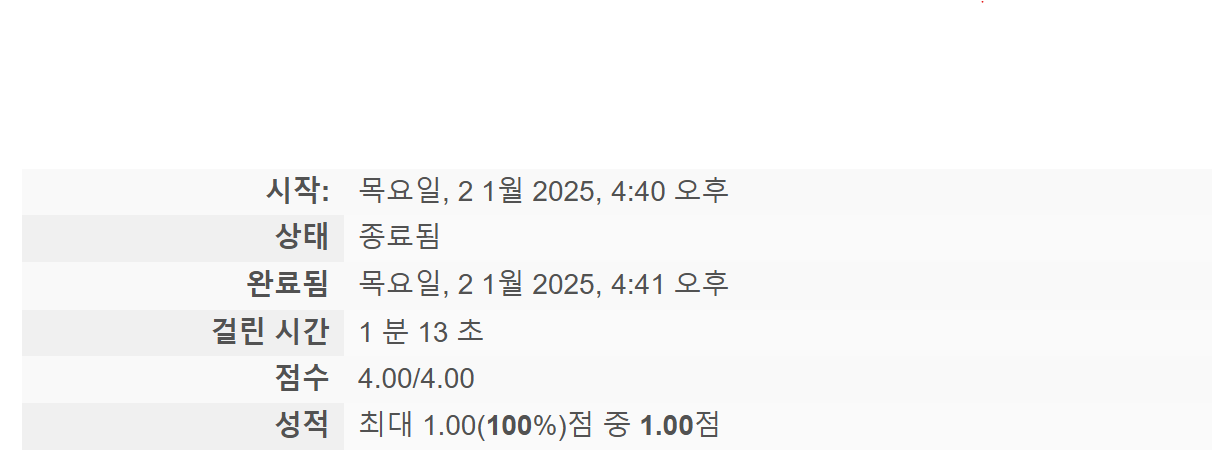 시작: 목요일, 2 1월 2025, 4:40 오후
상태 종료됨
완료됨 목요일, 2 1월 2025, 4:41 오후
걸린 시간 1 분 13 초
점수 4.00/4.00
성적 최대 1.00(100%)점 중 1.00점